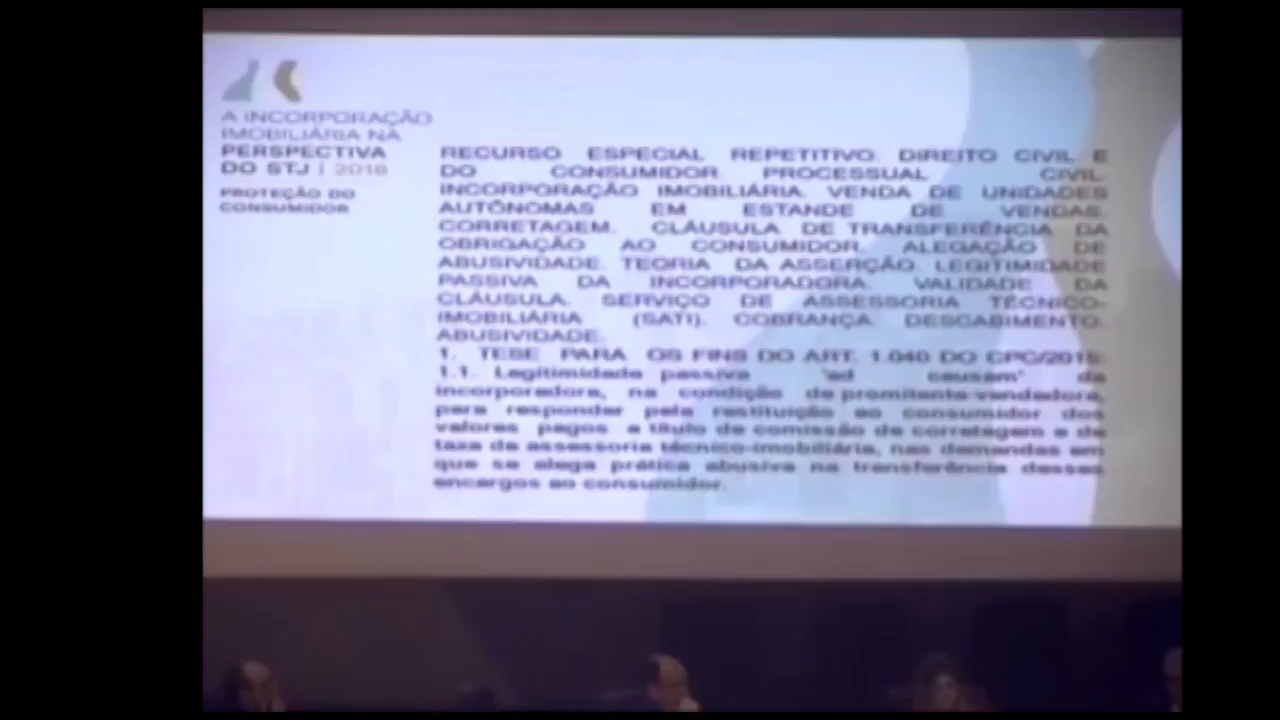 A INCORPORAÇÃO
IMOBILIÁRIA NA
PERSPECTIVA
DO STJ | 2016
PROTEÇÃO DO
CONSUMIDOR
RECURSO ESPECIAL REPETITIVO. DIREITO CIVIL E
DO CONSUMIDOR. PROCESSUAL CIVIL.
INCORPORAÇÃO IMOBILIÁRIA. VENDA DE UNIDADES
AUTÔNOMAS EM ESTANDE DE VENDAS.
CORRETAGEM. CLÁUSULA DE TRANSFERÊNCIA DA
OBRIGAÇÃO AO CONSUMIDOR. ALEGAÇÃO DE
ABUSIVIDADE. TEORIA DA ASSERÇÃO. LEGITIMIDADE
PASSIVA DA INCORPORADORA. VALIDADE DA
CLÁUSULA. SERVIÇO DE ASSESSORIA TÉCNICO-
IMOBILIÁRIA (SATI). COBRANÇA. DESCABIMENTO.
ABUSIVIDADE.
1. TESE PARA OS FINS DO ART. 1.040 DO CPC/2015:
1.1. Legitimidade passiva 'ad causam' da
incorporadora, na condição de promitente-vendedora,
para responder pela restituição ao consumidor dos
valores pagos a título de comissão de corretagem e de
taxa de assessoria técnico-imobiliária, nas demandas em
que se alega prática abusiva na transferência desses
encargos ao consumidor.